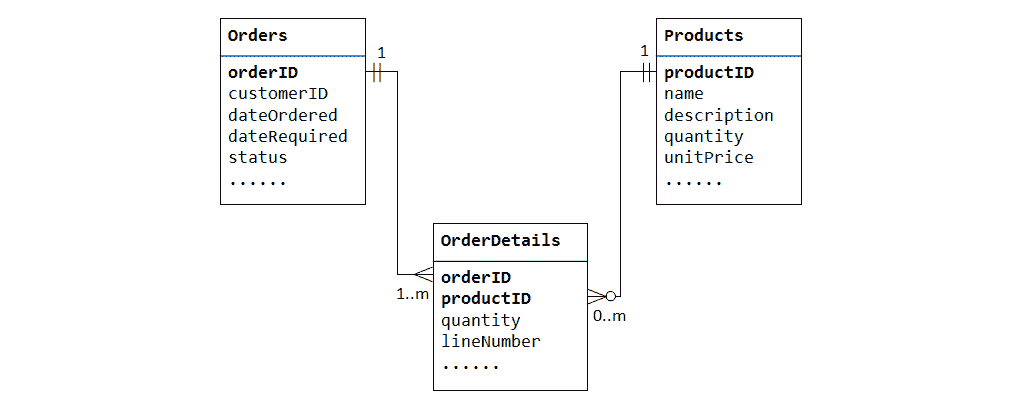 Orders
orderID
customerID
dateOrdered
dateRequired
status
......
1
1
Products
productID
name
description
quantity
unitPrice
......
OrderDetails
orderID
productID
quantity
lineNumber
......
1..m
0..m